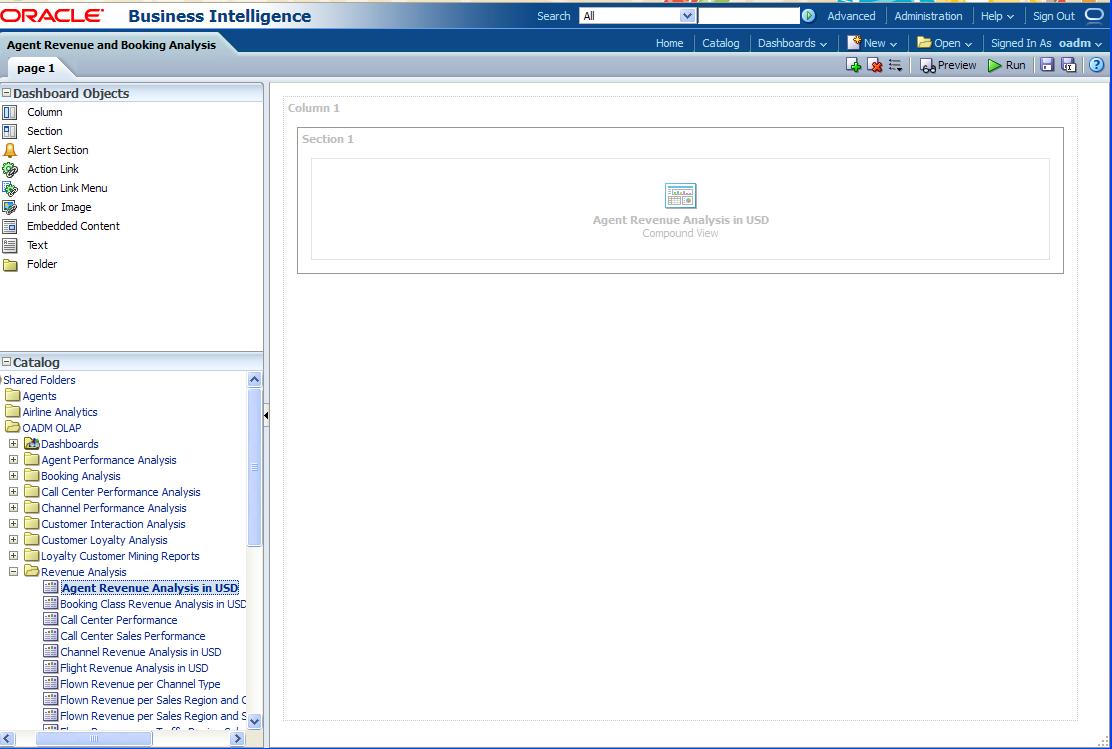 ORACLE Business Intelligence
Search All Advanced Administration Help Sign Out
Agent Revenue and Booking Analysis
Home Catalog Dashboards New Open Signed In As oadm
page 1
Preview Run
Dashboard Objects
Column
Section
Alert Section
Action Link
Action Link Menu
Link or Image
Embedded Content
Text
Folder
Catalog
Shared Folders
Agents
Airline Analytics
OADM OLAP
Dashboards
Agent Performance Analysis
Booking Analysis
Call Center Performance Analysis
Channel Performance Analysis
Customer Interaction Analysis
Customer Loyalty Analysis
Loyalty Customer Mining Reports
Revenue Analysis
Agent Revenue Analysis in USD
Booking Class Revenue Analysis in USD
Call Center Performance
Call Center Sales Performance
Channel Revenue Analysis in USD
Flight Revenue Analysis in USD
Flown Revenue per Channel Type
Flown Revenue per Sales Region and C
Flown Revenue per Sales Region and S
Column 1
Section 1
Agent Revenue Analysis in USD
Compound View